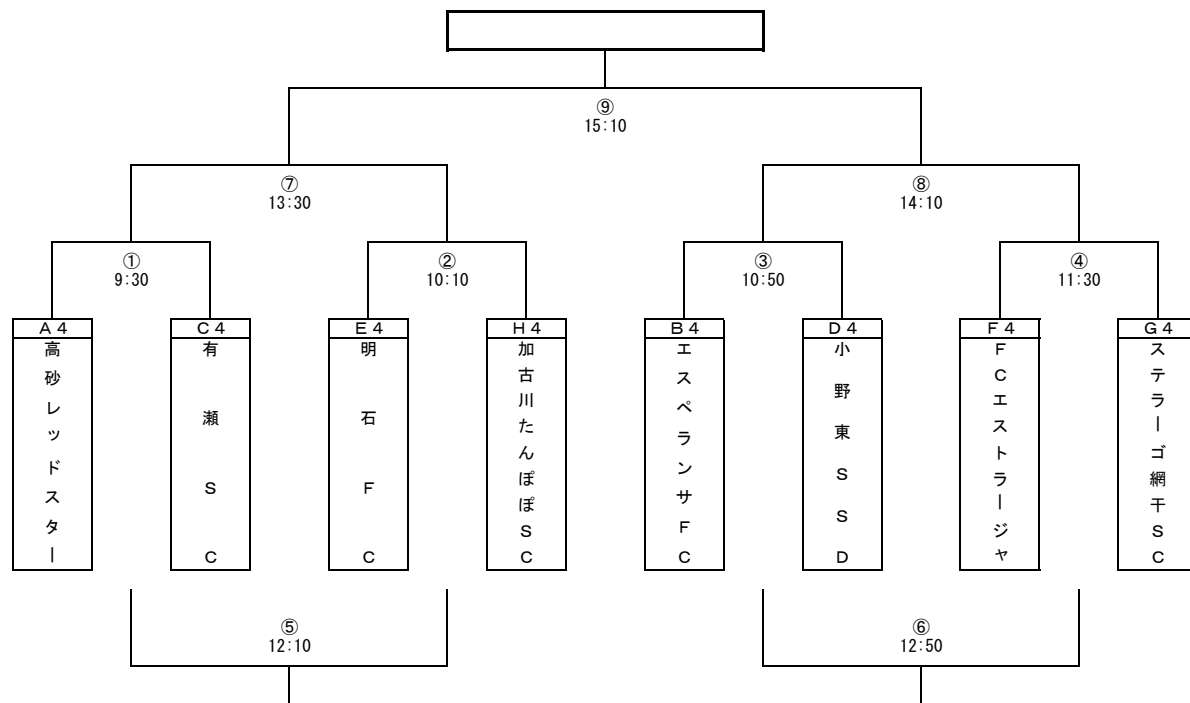 ⑨
15:10
⑦
13:30
⑧
14:10
①
9:30
②
10:10
③
10:50
④
11:30
A4
C4
E4
H4
B4
D4
F4
G4
高砂レッドスター
有瀬SC
明石FC
加古川たんぽぽSC
エスペランサFC
小野東SSD
FCエストラージャ
ステラーゴ網干SC
⑤
12:10
⑥
12:50